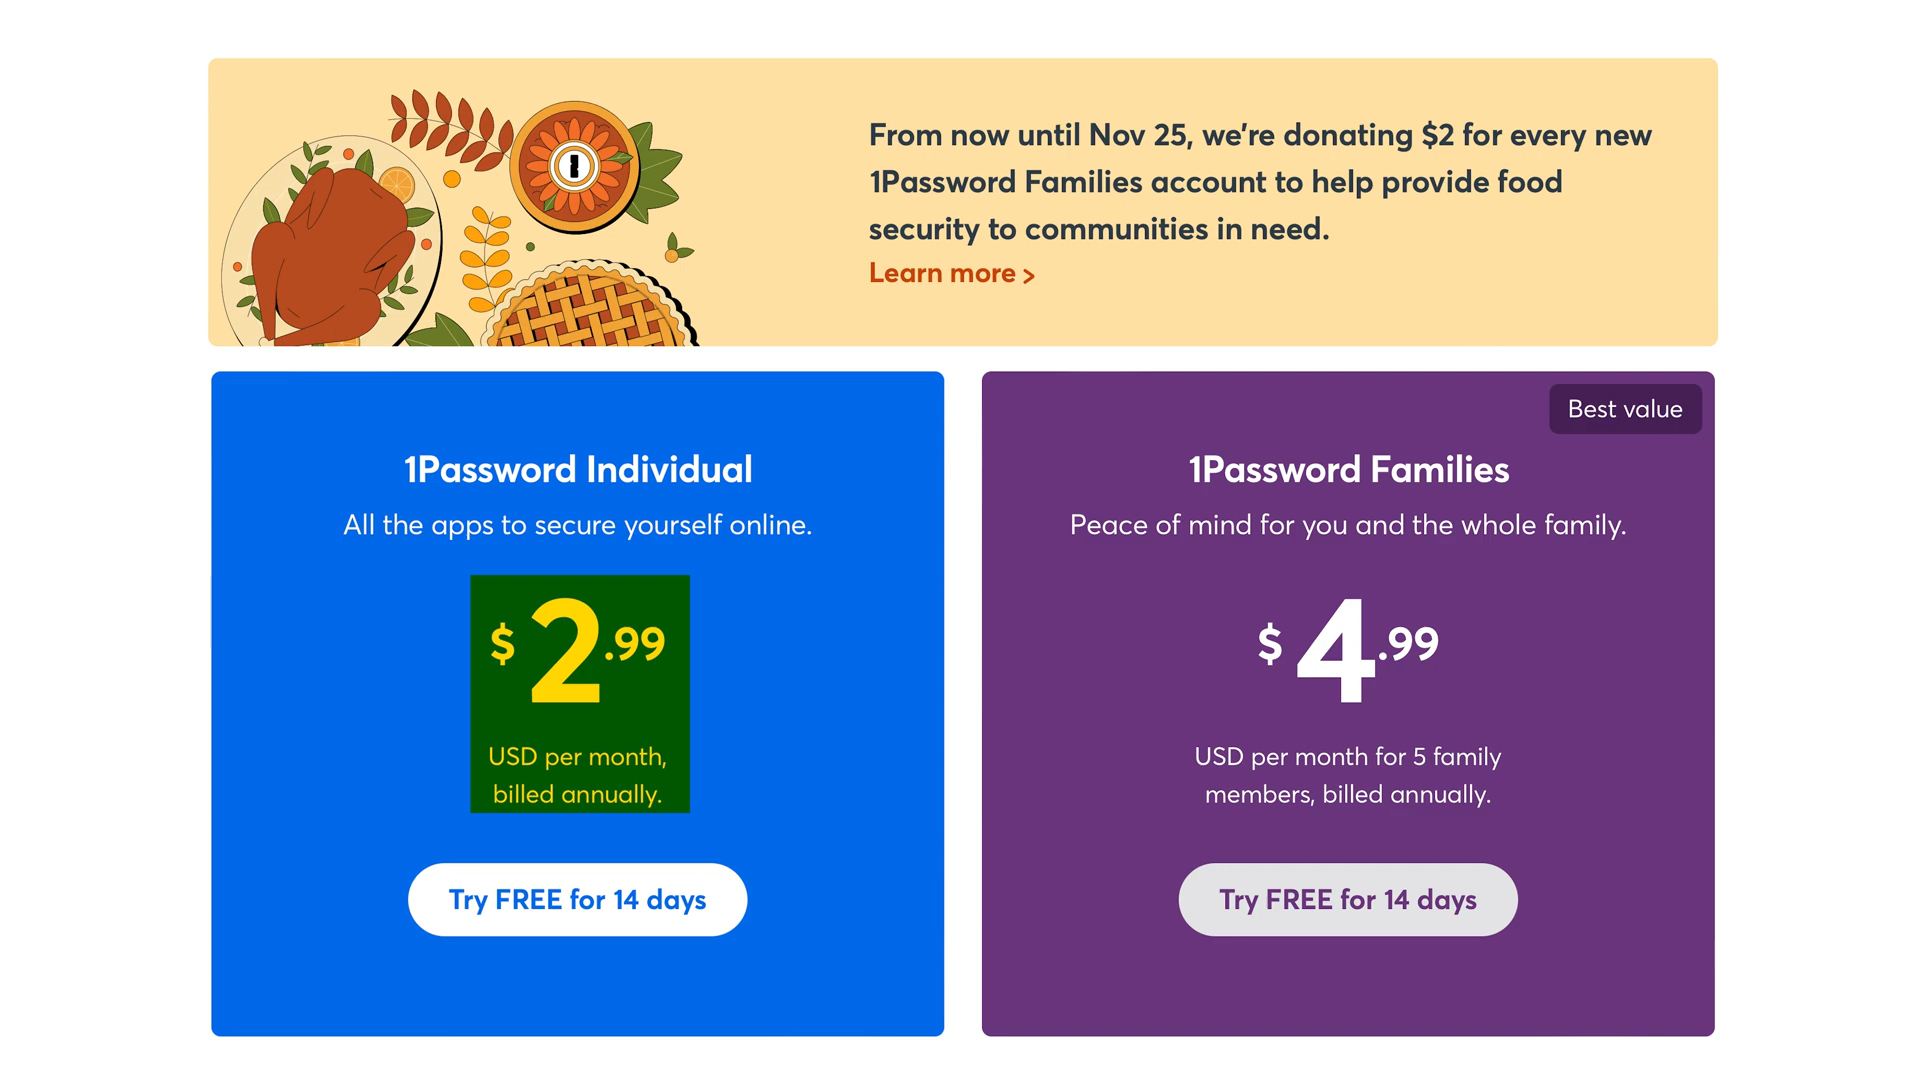 From now until Nov 25, we're donating $2 for every new
1Password Families account to help provide food
security to communities in need.
Learn more >
1Password Individual
All the apps to secure yourself online.
$2.99
USD per month,
billed annually.
Try FREE for 14 days
Best value
1Password Families
Peace of mind for you and the whole family.
$4.99
USD per month for 5 family
members, billed annually.
Try FREE for 14 days